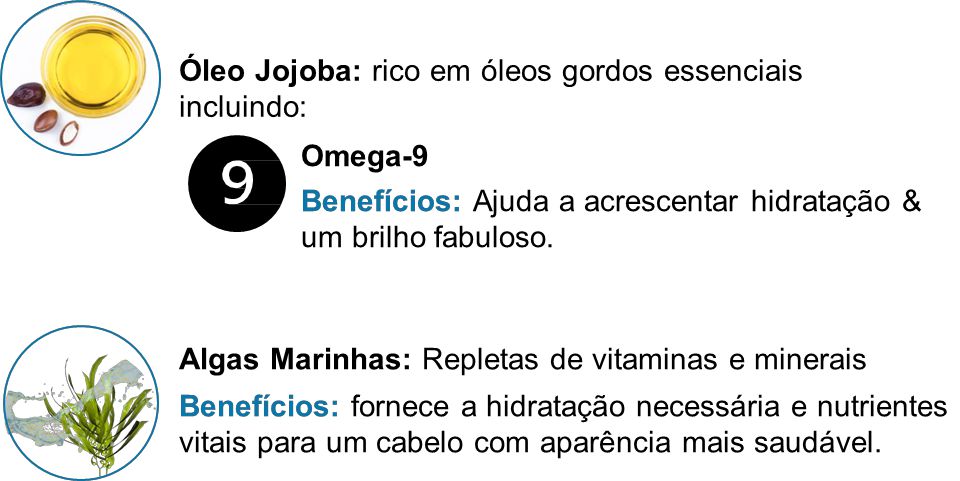 Óleo Jojoba: rico em óleos gordos essenciais
incluindo:
9
Omega-9
Benefícios: Ajuda a acrescentar hidratação &
um brilho fabuloso.
Algas Marinhas: Repletas de vitaminas e minerais
Benefícios: fornece a hidratação necessária e nutrientes
vitais para um cabelo com aparência mais saudável.